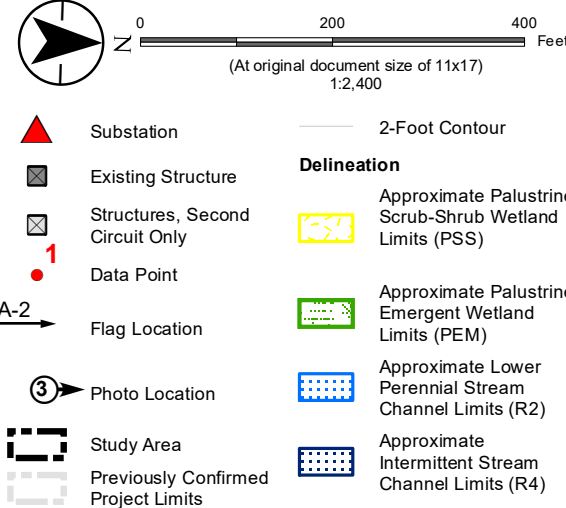 0 200 400
N
Feet
(At original document size of 11x17)
1:2,400
Substation
Existing Structure
Structures, Second
Circuit Only
1
Data Point
A-2
Flag Location
3
Photo Location
Study Area
Previously Confirmed
Project Limits
2-Foot Contour
Delineation
Approximate Palustrine
Scrub-Shrub Wetland
Limits (PSS)
Approximate Palustrine
Emergent Wetland
Limits (PEM)
Approximate Lower
Perennial Stream
Channel Limits (R2)
Approximate
Intermittent Stream
Channel Limits (R4)